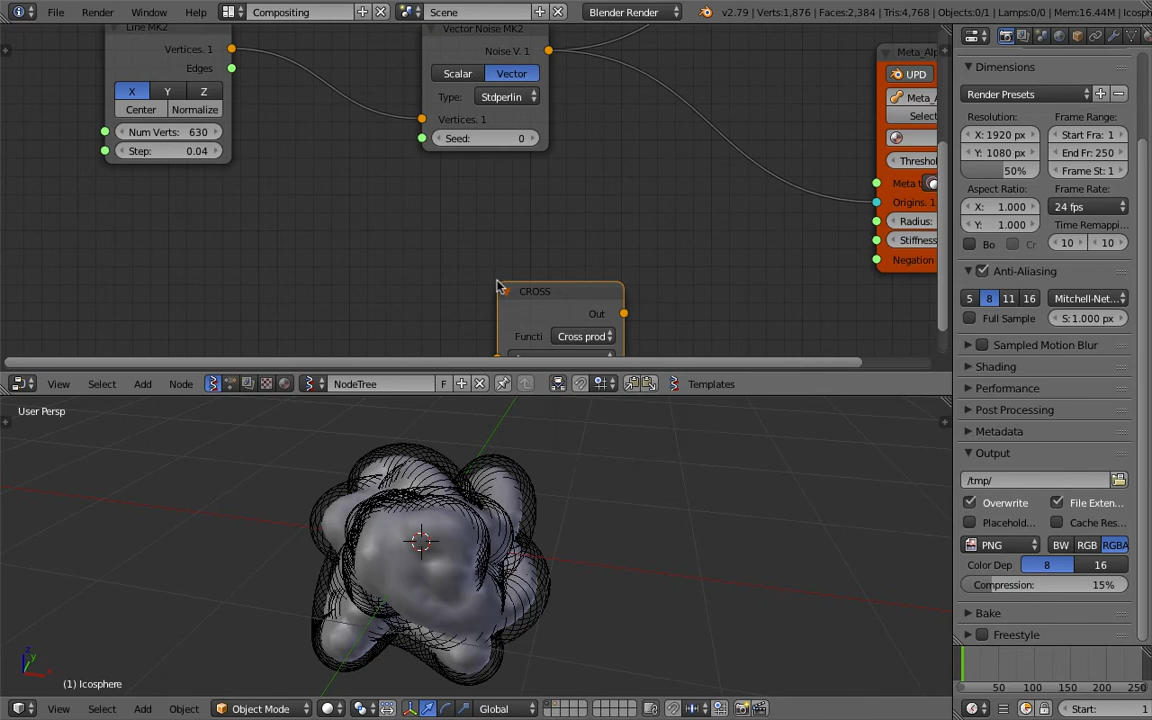 File Render Window Help Compositing Scene Blender Render v2.79 | Verts:1,876 | Faces:2,384 | Tris:4,768 | Objects:0/1 | Lamps:0/0 | Mem:16.44M | Icosph
Line MK2
Vertices. 1
Edges
X Y Z
Center Normalize
Num Verts: 630
Step: 0.04
Vector Noise MK2
Noise V. 1
Scalar Vector
Type: Stdperlin
Vertices. 1
Seed: 0
Meta_Alp
UPD
Meta_A
Select
Threshol
Meta t
Origins. 1
Radius:
Stiffness
Negation
CROSS
Out
Functi Cross prod
View Select Add Node NodeTree F Templates
User Persp
(1) Icosphere
View Select Add Object Object Mode Global
Dimensions
Render Presets
Resolution: Frame Range:
X: 1920 px Start Fra: 1
Y: 1080 px End Fr: 250
50% Frame St: 1
Aspect Ratio: Frame Rate:
X: 1.000 24 fps
Y: 1.000 Time Remappi...
Bo Cr 10 10
Anti-Aliasing
5 8 11 16 Mitchell-Net...
Full Sample S:1.000 px
Sampled Motion Blur
Shading
Performance
Post Processing
Metadata
Output
/tmp/
Overwrite File Exten...
Placehold... Cache Res...
PNG BW RGB RGBA
Color Dep 8 16
Compression: 15%
Bake
Freestyle
50 100 150 200 250
Start: 1